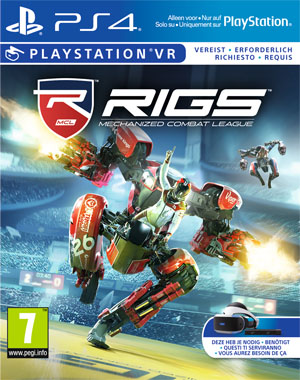 PS4
Alleen voor • Nur auf
Solo su • Uniquement sur
PlayStation
PLAYSTATION®VR
VEREIST • ERFORDERLICH
RICHIESTO • REQUIS
R
MCL
RIGS
MECHANIZED COMBAT LEAGUE
26
7
www.pegi.info
DEZE HEB JE NODIG • BENÖTIGT
• QUESTI TI SERVIRANNO •
• VOUS AUREZ BESOIN DE ÇA